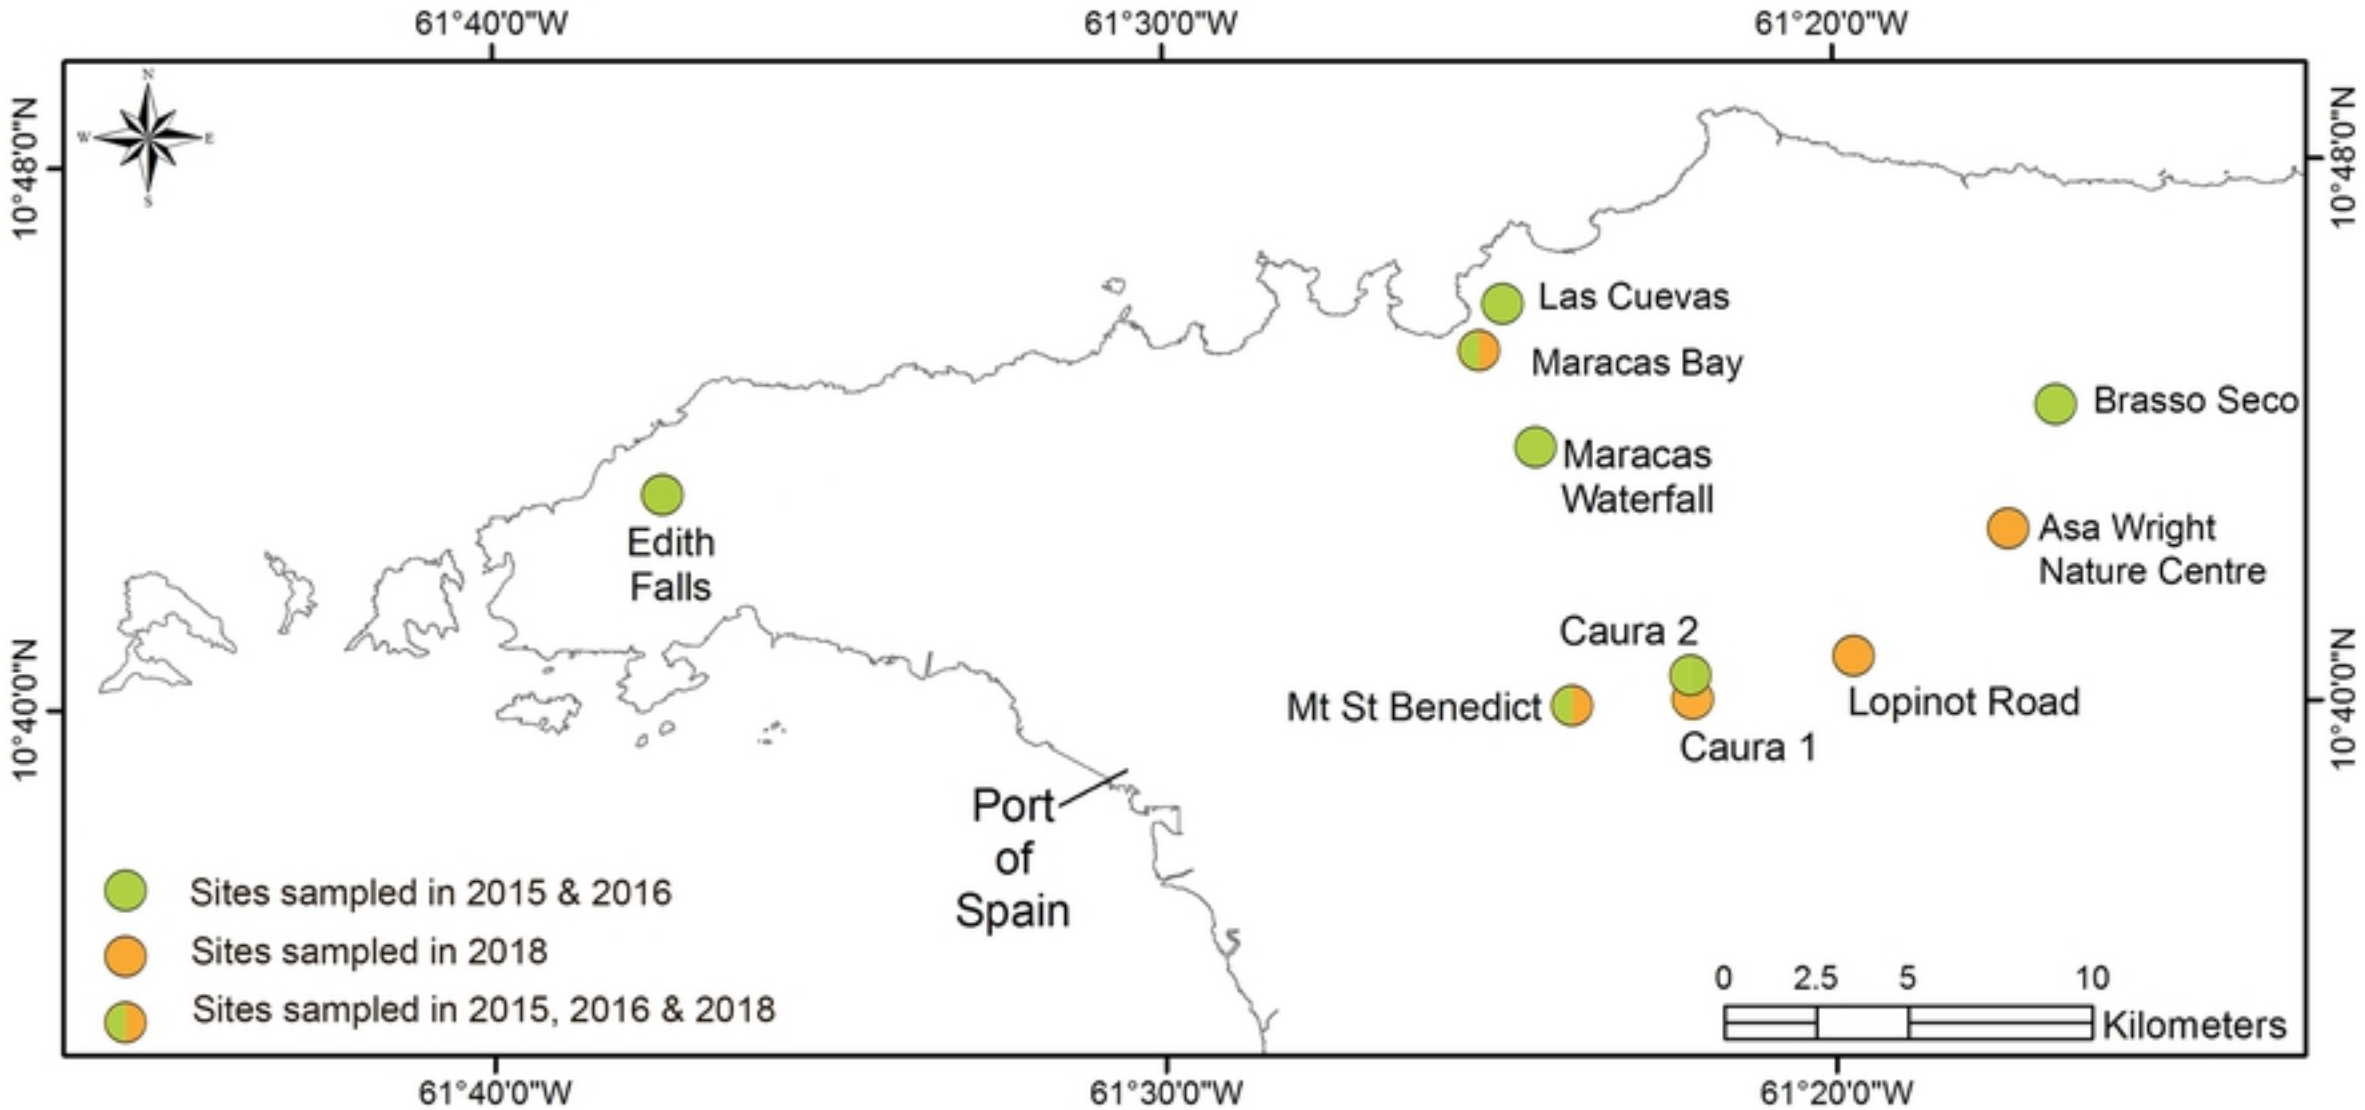 61°40'0"W
61°30'0"W
61°20'0"W
10°48'0"N
10°48'0"N
N
W
E
S
Las Cuevas
Maracas Bay
Brasso Seco
Maracas
Waterfall
Edith
Falls
Asa Wright
Nature Centre
Caura 2
Mt St Benedict
Lopinot Road
Caura 1
10°40'0"N
10°40'0"N
Port
of
Spain
Sites sampled in 2015 & 2016
Sites sampled in 2018
Sites sampled in 2015, 2016 & 2018
0 2.5 5 10
Kilometers
61°40'0"W
61°30'0"W
61°20'0"W